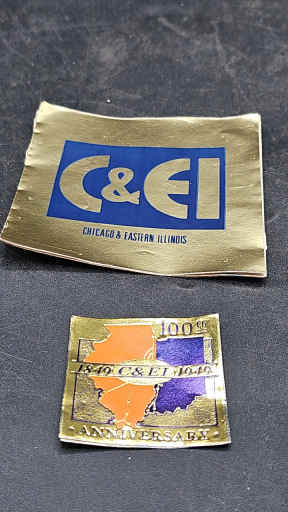 C&EI
CHICAGO & EASTERN ILLINOIS
100TH
1849 C&EI 1949
· ANNIVERSARY ·